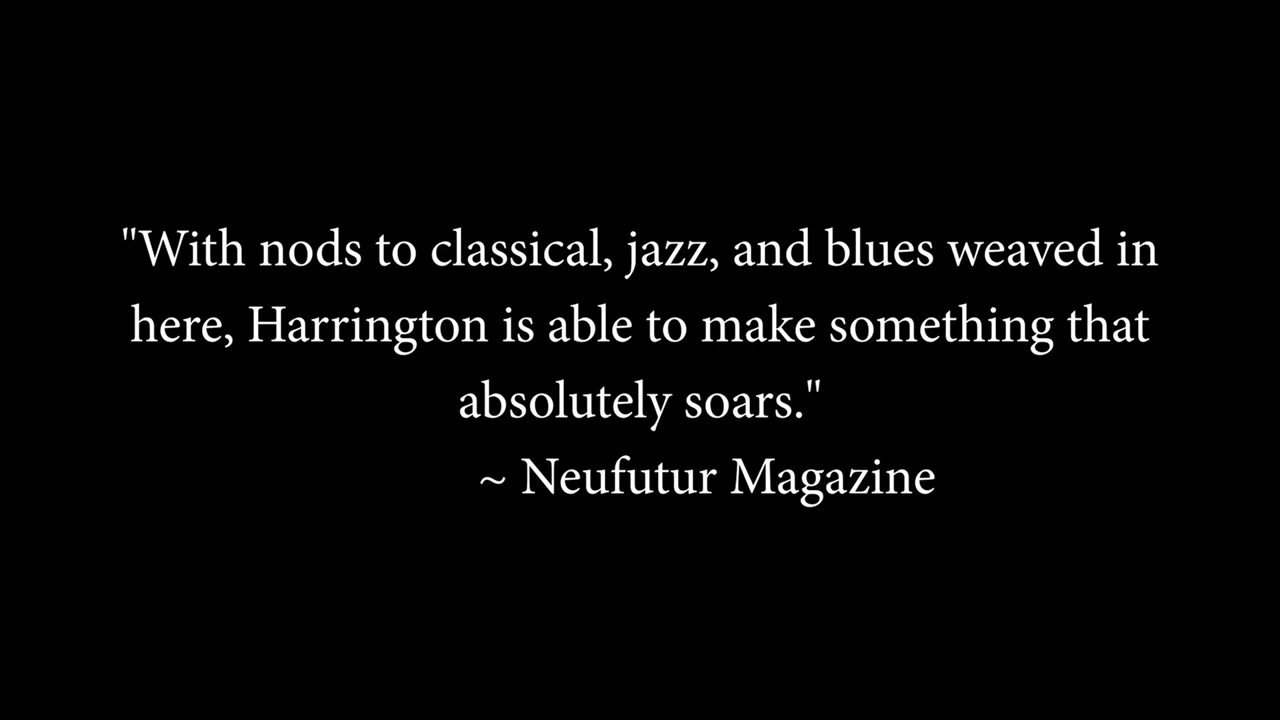 "With nods to classical, jazz, and blues weaved in
here, Harrington is able to make something that
absolutely soars."
~ Neufutur Magazine